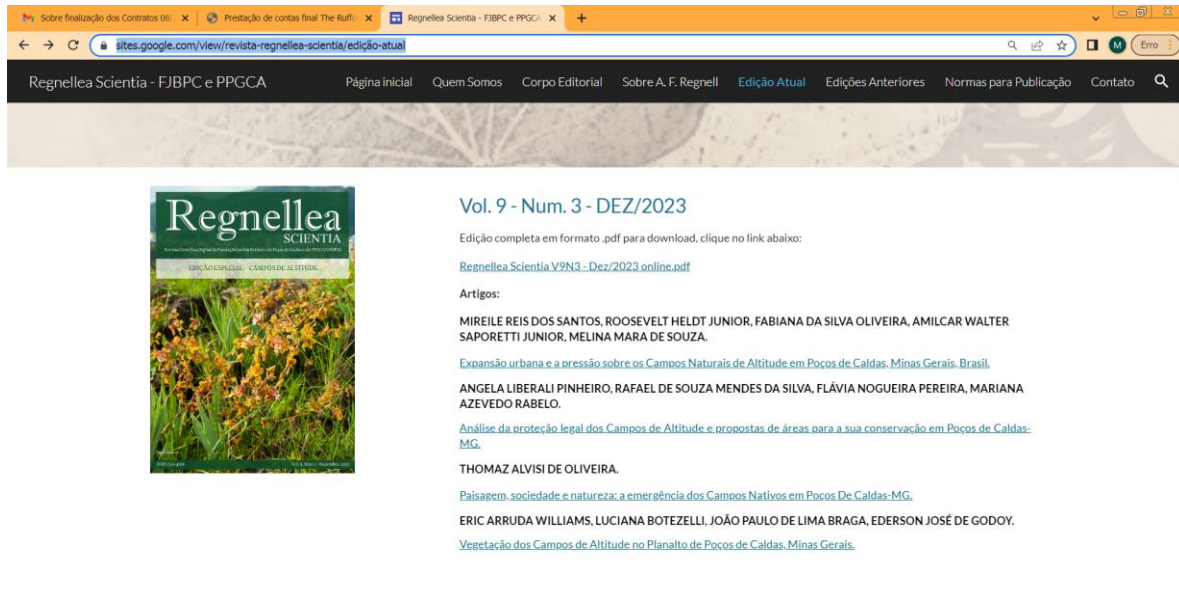 Sobre finalização dos Contratos 08/
Prestação de contas final The Ruffo
Regnellea Scientia - FJBPC e PPGCA
sites.google.com/view/revista-regnellea-scientia/edição-atual
M
Erro
Regnellea Scientia - FJBPC e PPGCA
Página inicial
Quem Somos
Corpo Editorial
Sobre A. F. Regnell
Edição Atual
Edições Anteriores
Normas para Publicação
Contato
Regnellea
SCIENTIA
EDIÇÃO ESPECIAL - CAMPOS DE ALTITUDE
Vol. 9 - Num. 3 - DEZ/2023
Edição completa em formato .pdf para download, clique no link abaixo:
Regnellea Scientia V9N3 - Dez/2023 online.pdf
Artigos:
MIREILE REIS DOS SANTOS, ROOSEVELT HELDT JUNIOR, FABIANA DA SILVA OLIVEIRA, AMILCAR WALTER
SAPORETTI JUNIOR, MELINA MARA DE SOUZA.
Expansão urbana e a pressão sobre os Campos Naturais de Altitude em Poços de Caldas, Minas Gerais, Brasil.
ANGELA LIBERALI PINHEIRO, RAFAEL DE SOUZA MENDES DA SILVA, FLÁVIA NOGUEIRA PEREIRA, MARIANA
AZEVEDO RABELO.
Análise da proteção legal dos Campos de Altitude e propostas de áreas para a sua conservação em Poços de Caldas-
MG.
THOMAZ ALVISI DE OLIVEIRA.
Paisagem, sociedade e natureza: a emergência dos Campos Nativos em Poços De Caldas-MG.
ERIC ARRUDA WILLIAMS, LUCIANA BOTEZELLI, JOÃO PAULO DE LIMA BRAGA, EDERSON JOSÉ DE GODOY.
Vegetação dos Campos de Altitude no Planalto de Poços de Caldas, Minas Gerais.